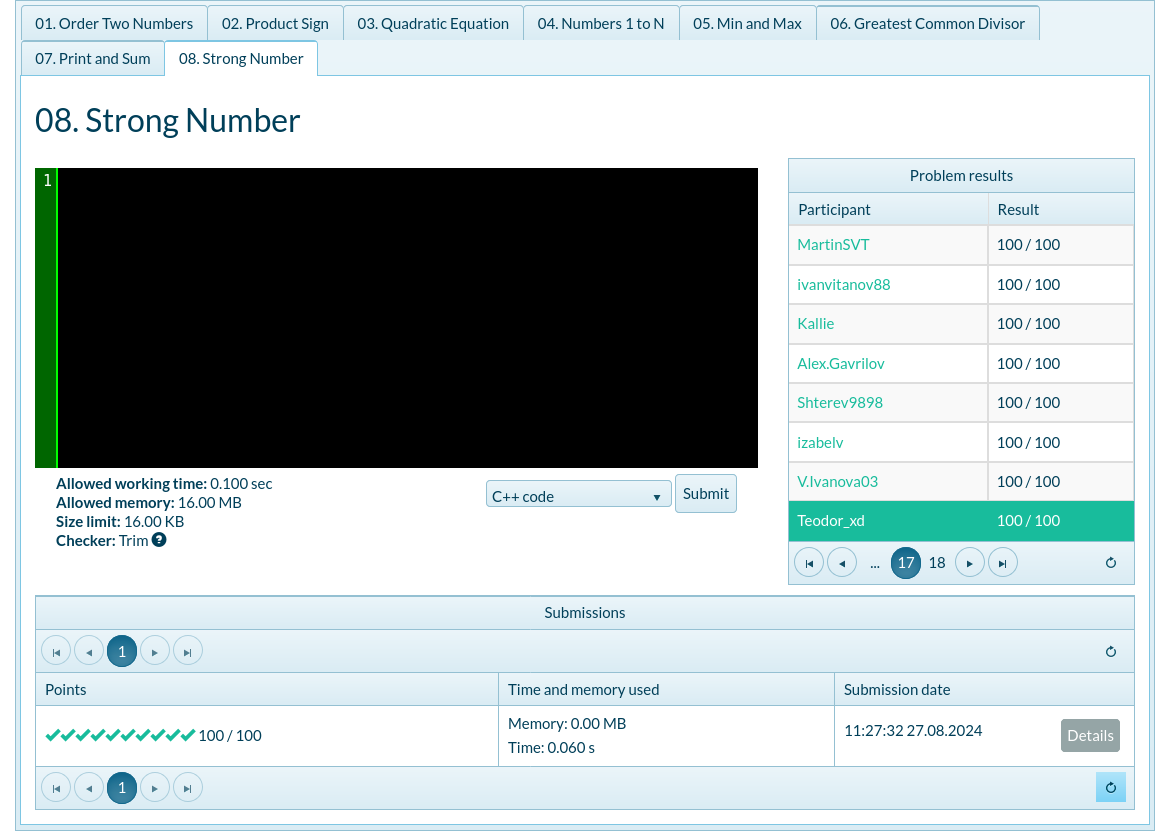 01. Order Two Numbers 02. Product Sign 03. Quadratic Equation 04. Numbers 1 to N 05. Min and Max 06. Greatest Common Divisor
07. Print and Sum 08. Strong Number
08. Strong Number
1
Allowed working time: 0.100 sec
Allowed memory: 16.00 MB
Size limit: 16.00 KB
Checker: Trim ?
C++ code Submit
Problem results
Participant Result
MartinSVT 100 / 100
ivanvitanov88 100 / 100
Kallie 100 / 100
Alex.Gavrilov 100 / 100
Shterev9898 100 / 100
izabelv 100 / 100
V.Ivanova03 100 / 100
Teodor_xd 100 / 100
... 17 18
Submissions
1
Points Time and memory used Submission date
100 / 100 Memory: 0.00 MB 11:27:32 27.08.2024 Details
Time: 0.060 s
1